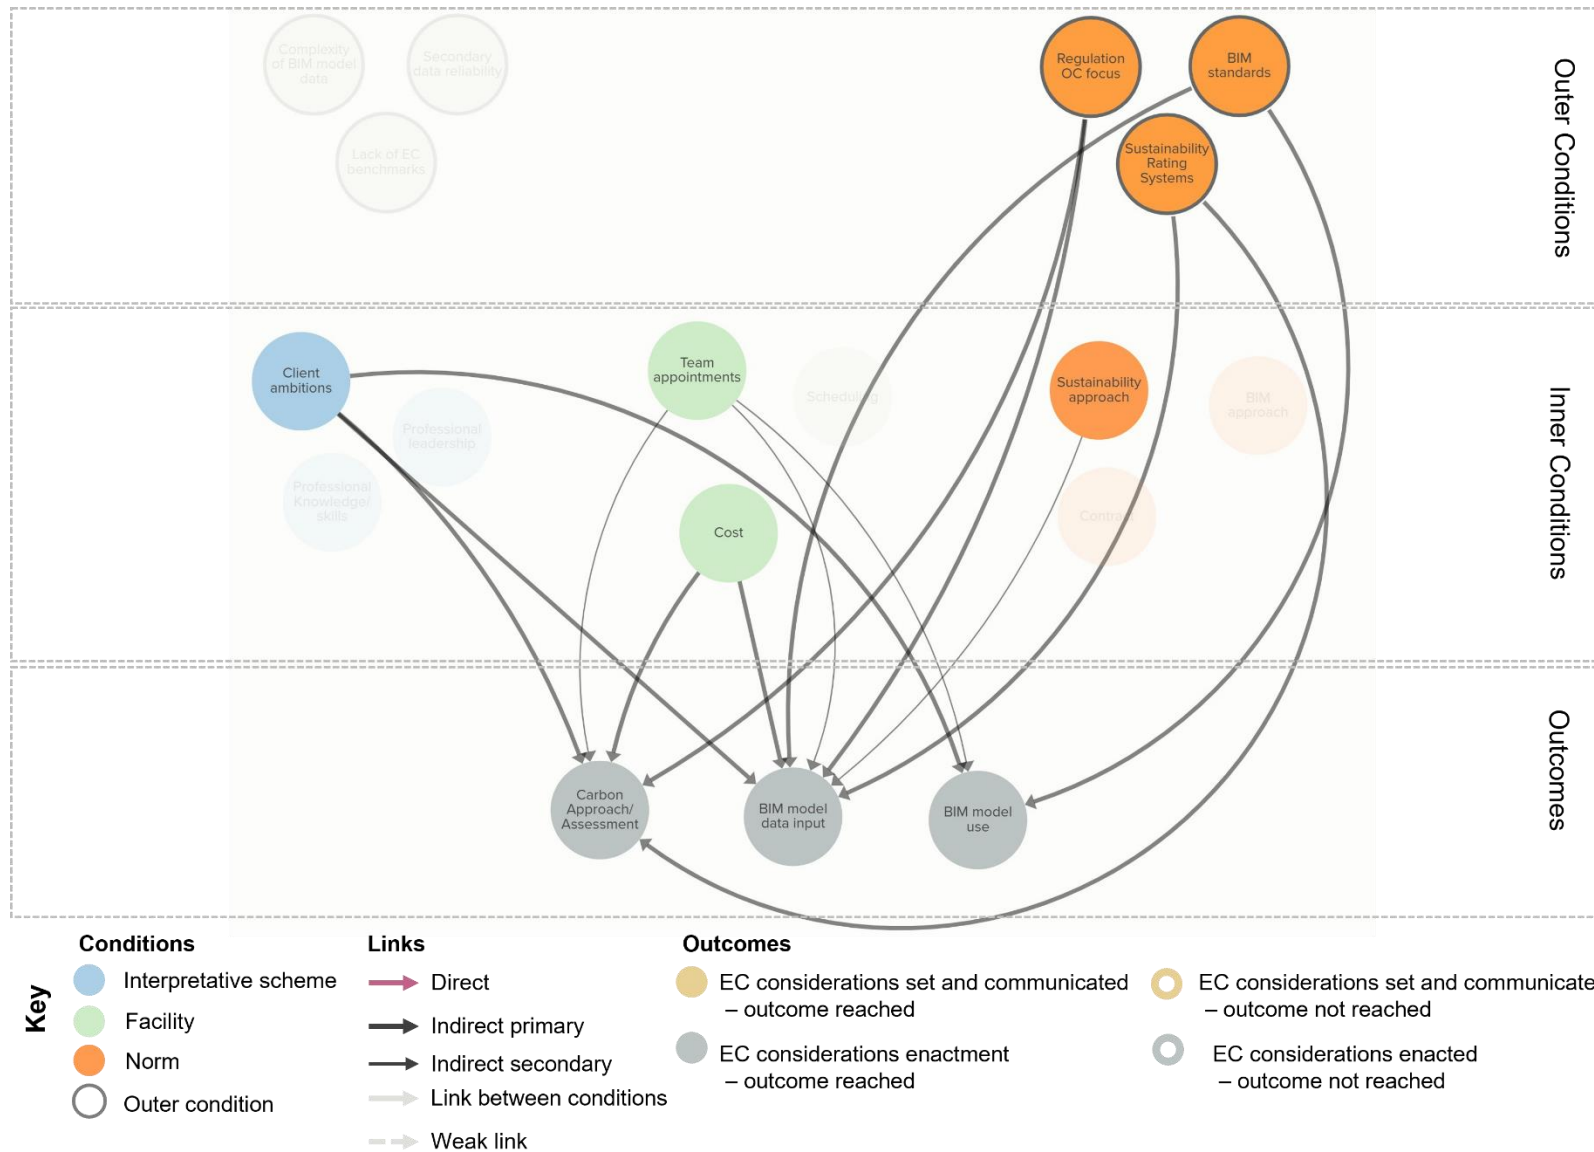 Complexity
of BIM model
data
Secondary
data reliability
Lack of EC
benchmarks
Regulation
OC focus
BIM
standards
Sustainability
Rating
Systems
Outer Conditions
Client
ambitions
Professional
leadership
Professional
Knowledge/
skills
Team
appointments
Scheduling
Cost
Sustainability
approach
BIM
approach
Contract
Inner Conditions
Carbon
Approach/
Assessment
BIM model
data input
BIM model
use
Outcomes
Key
Conditions
Interpretative scheme
Facility
Norm
Outer condition
Links
Direct
Indirect primary
Indirect secondary
Link between conditions
Weak link
Outcomes
EC considerations set and communicated
– outcome reached
EC considerations enactment
– outcome reached
EC considerations set and communicate
– outcome not reached
EC considerations enacted
– outcome not reached